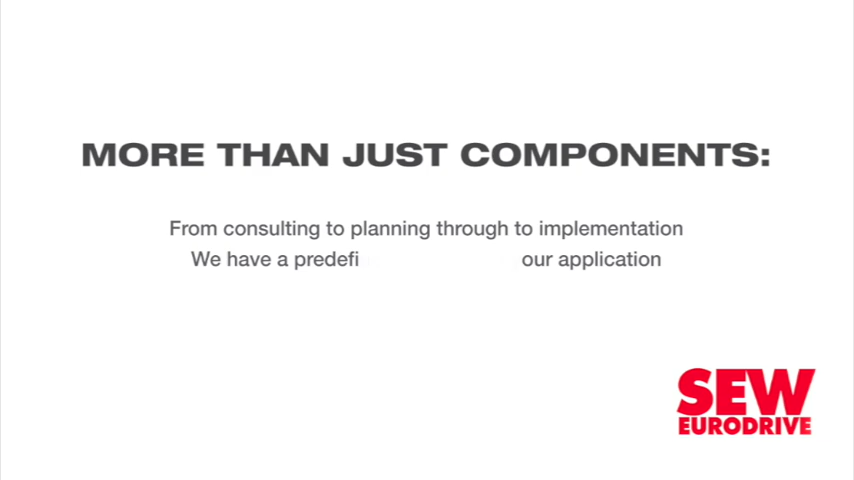 MORE THAN JUST COMPONENTS:
From consulting to planning through to implementation
We have a predefi our application
SEW
EURODRIVE